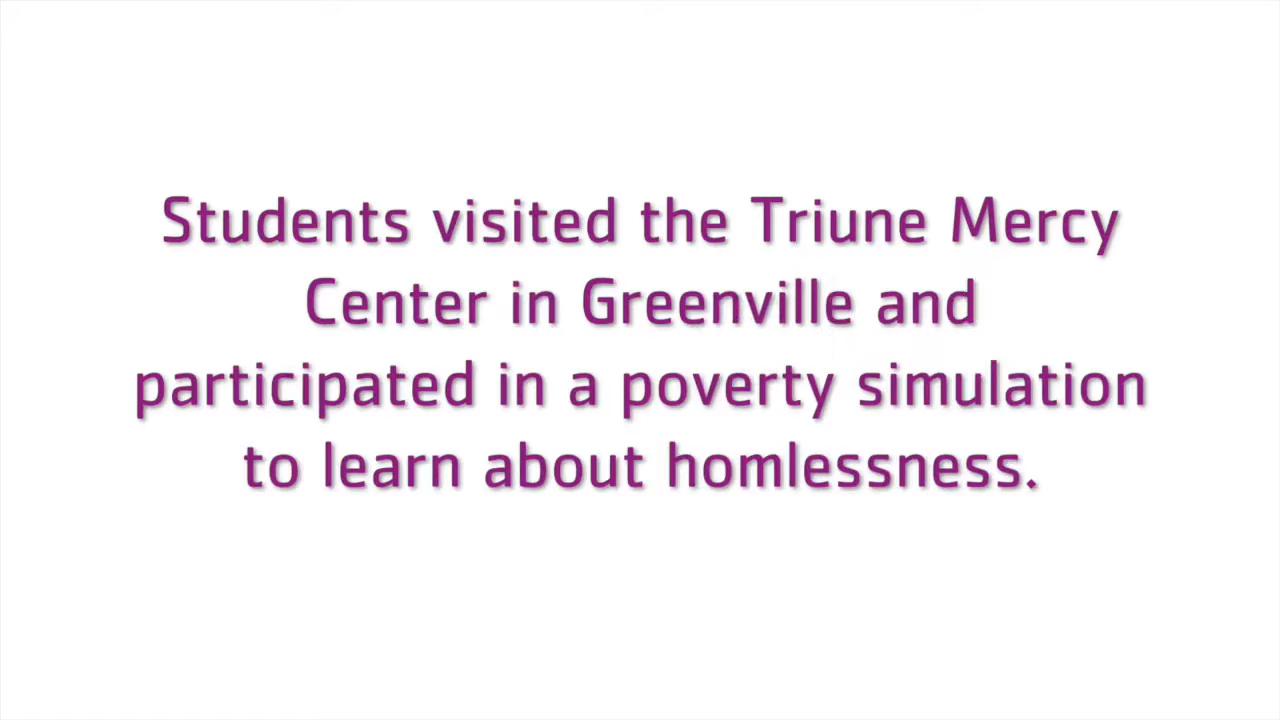 Students visited the Triune Mercy
Center in Greenville and
participated in a poverty simulation
to learn about homlessness.